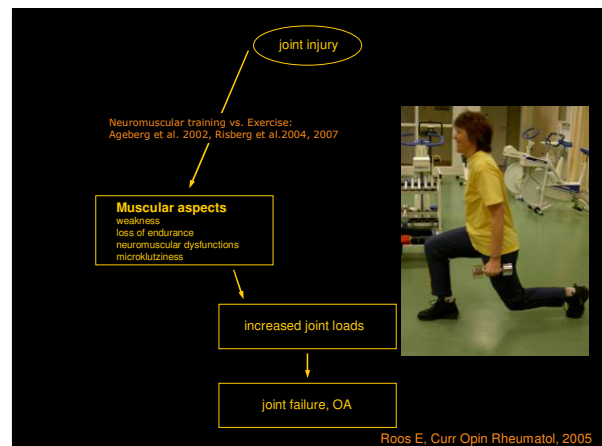 joint injury
Neuromuscular training vs. Exercise:
Ageberg et al. 2002, Risberg et al.2004, 2007
Muscular aspects
weakness
loss of endurance
neuromuscular dysfunctions
microklutziness
increased joint loads
joint failure, OA
Roos E, Curr Opin Rheumatol, 2005